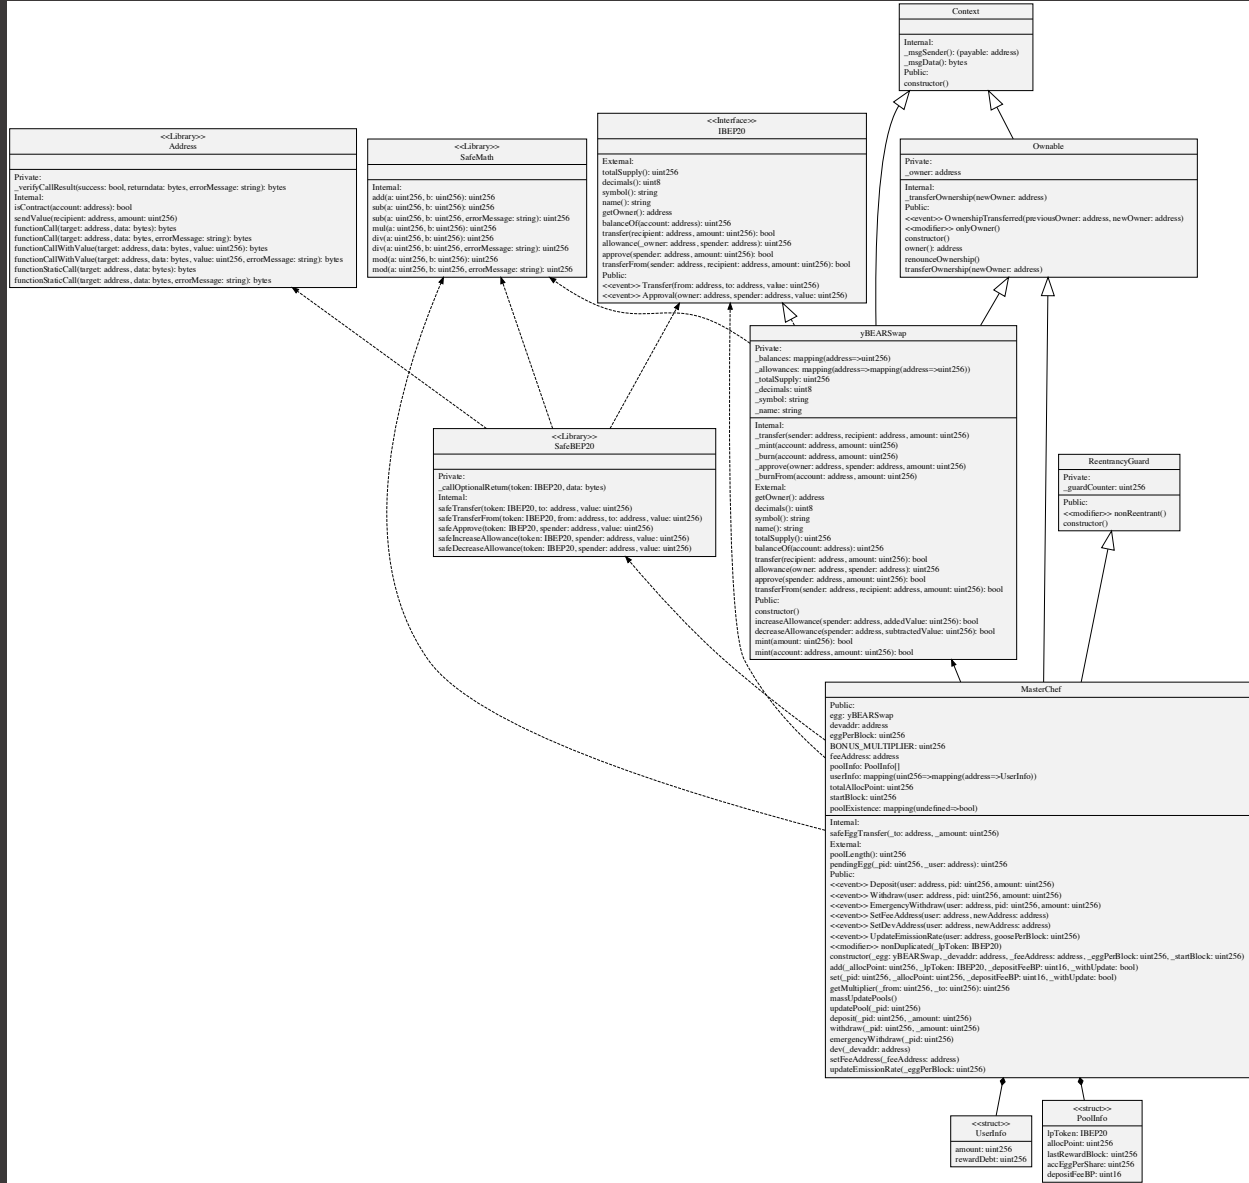 Context
Internal:
_msgSender(): (payable: address)
_msgData(): bytes
Public:
constructor()
<<Library>>
Address
Private:
_verifyCallResult(success: bool, returndata: bytes, errorMessage: string): bytes
Internal:
isContract(account: address): bool
sendValue(recipient: address, amount: uint256)
functionCall(target: address, data: bytes): bytes
functionCall(target: address, data: bytes, errorMessage: string): bytes
functionCallWithValue(target: address, data: bytes, value: uint256): bytes
functionCallWithValue(target: address, data: bytes, value: uint256, errorMessage: string): bytes
functionStaticCall(target: address, data: bytes): bytes
functionStaticCall(target: address, data: bytes, errorMessage: string): bytes
<<Library>>
SafeMath
Internal:
add(a: uint256, b: uint256): uint256
sub(a: uint256, b: uint256): uint256
sub(a: uint256, b: uint256, errorMessage: string): uint256
mul(a: uint256, b: uint256): uint256
div(a: uint256, b: uint256): uint256
div(a: uint256, b: uint256, errorMessage: string): uint256
mod(a: uint256, b: uint256): uint256
mod(a: uint256, b: uint256, errorMessage: string): uint256
<<Interface>>
IBEP20
External:
totalSupply(): uint256
decimals(): uint8
symbol(): string
name(): string
getOwner(): address
balanceOf(account: address): uint256
transfer(recipient: address, amount: uint256): bool
allowance(_owner: address, spender: address): uint256
approve(spender: address, amount: uint256): bool
transferFrom(sender: address, recipient: address, amount: uint256): bool
Public:
<<event>> Transfer(from: address, to: address, value: uint256)
<<event>> Approval(owner: address, spender: address, value: uint256)
Ownable
Private:
_owner: address
Internal:
_transferOwnership(newOwner: address)
Public:
<<event>> OwnershipTransferred(previousOwner: address, newOwner: address)
<<modifier>> onlyOwner()
constructor()
owner(): address
renounceOwnership()
transferOwnership(newOwner: address)
yBEARSwap
Private:
_balances: mapping(address=>uint256)
_allowances: mapping(address=>mapping(address=>uint256))
_totalSupply: uint256
_decimals: uint8
_symbol: string
_name: string
Internal:
_transfer(sender: address, recipient: address, amount: uint256)
_mint(account: address, amount: uint256)
_burn(account: address, amount: uint256)
_approve(owner: address, spender: address, amount: uint256)
_burnFrom(account: address, amount: uint256)
External:
getOwner(): address
decimals(): uint8
symbol(): string
name(): string
totalSupply(): uint256
balanceOf(account: address): uint256
transfer(recipient: address, amount: uint256): bool
allowance(owner: address, spender: address): uint256
approve(spender: address, amount: uint256): bool
transferFrom(sender: address, recipient: address, amount: uint256): bool
Public:
constructor()
increaseAllowance(spender: address, addedValue: uint256): bool
decreaseAllowance(spender: address, subtractedValue: uint256): bool
mint(amount: uint256): bool
mint(account: address, amount: uint256): bool
<<Library>>
SafeBEP20
Private:
_callOptionalReturn(token: IBEP20, data: bytes)
Internal:
safeTransfer(token: IBEP20, to: address, value: uint256)
safeTransferFrom(token: IBEP20, from: address, to: address, value: uint256)
safeApprove(token: IBEP20, spender: address, value: uint256)
safeIncreaseAllowance(token: IBEP20, spender: address, value: uint256)
safeDecreaseAllowance(token: IBEP20, spender: address, value: uint256)
ReentrancyGuard
Private:
_guardCounter: uint256
Public:
<<modifier>> nonReentrant()
constructor()
MasterChef
Public:
egg: yBEARSwap
devaddr: address
eggPerBlock: uint256
BONUS_MULTIPLIER: uint256
feeAddress: address
poolInfo: PoolInfo[]
userInfo: mapping(uint256=>mapping(address=>UserInfo))
totalAllocPoint: uint256
startBlock: uint256
poolExistence: mapping(undefined=>bool)
Internal:
safeEggTransfer(_to: address, _amount: uint256)
External:
poolLength(): uint256
pendingEgg(_pid: uint256, _user: address): uint256
Public:
<<event>> Deposit(user: address, pid: uint256, amount: uint256)
<<event>> Withdraw(user: address, pid: uint256, amount: uint256)
<<event>> EmergencyWithdraw(user: address, pid: uint256, amount: uint256)
<<event>> SetFeeAddress(user: address, newAddress: address)
<<event>> SetDevAddress(user: address, newAddress: address)
<<event>> UpdateEmissionRate(user: address, goosePerBlock: uint256)
<<modifier>> nonDuplicated(_lpToken: IBEP20)
constructor(_egg: yBEARSwap, _devaddr: address, _feeAddress: address, _eggPerBlock: uint256, _startBlock: uint256)
add(_allocPoint: uint256, _lpToken: IBEP20, _depositFeeBP: uint16, _withUpdate: bool)
set(_pid: uint256, _allocPoint: uint256, _depositFeeBP: uint16, _withUpdate: bool)
getMultiplier(_from: uint256, _to: uint256): uint256
massUpdatePools()
updatePool(_pid: uint256)
deposit(_pid: uint256, _amount: uint256)
withdraw(_pid: uint256, _amount: uint256)
emergencyWithdraw(_pid: uint256)
dev(_devaddr: address)
setFeeAddress(_feeAddress: address)
updateEmissionRate(_eggPerBlock: uint256)
<<struct>>
UserInfo
amount: uint256
rewardDebt: uint256
<<struct>>
PoolInfo
lpToken: IBEP20
allocPoint: uint256
lastRewardBlock: uint256
accEggPerShare: uint256
depositFeeBP: uint16